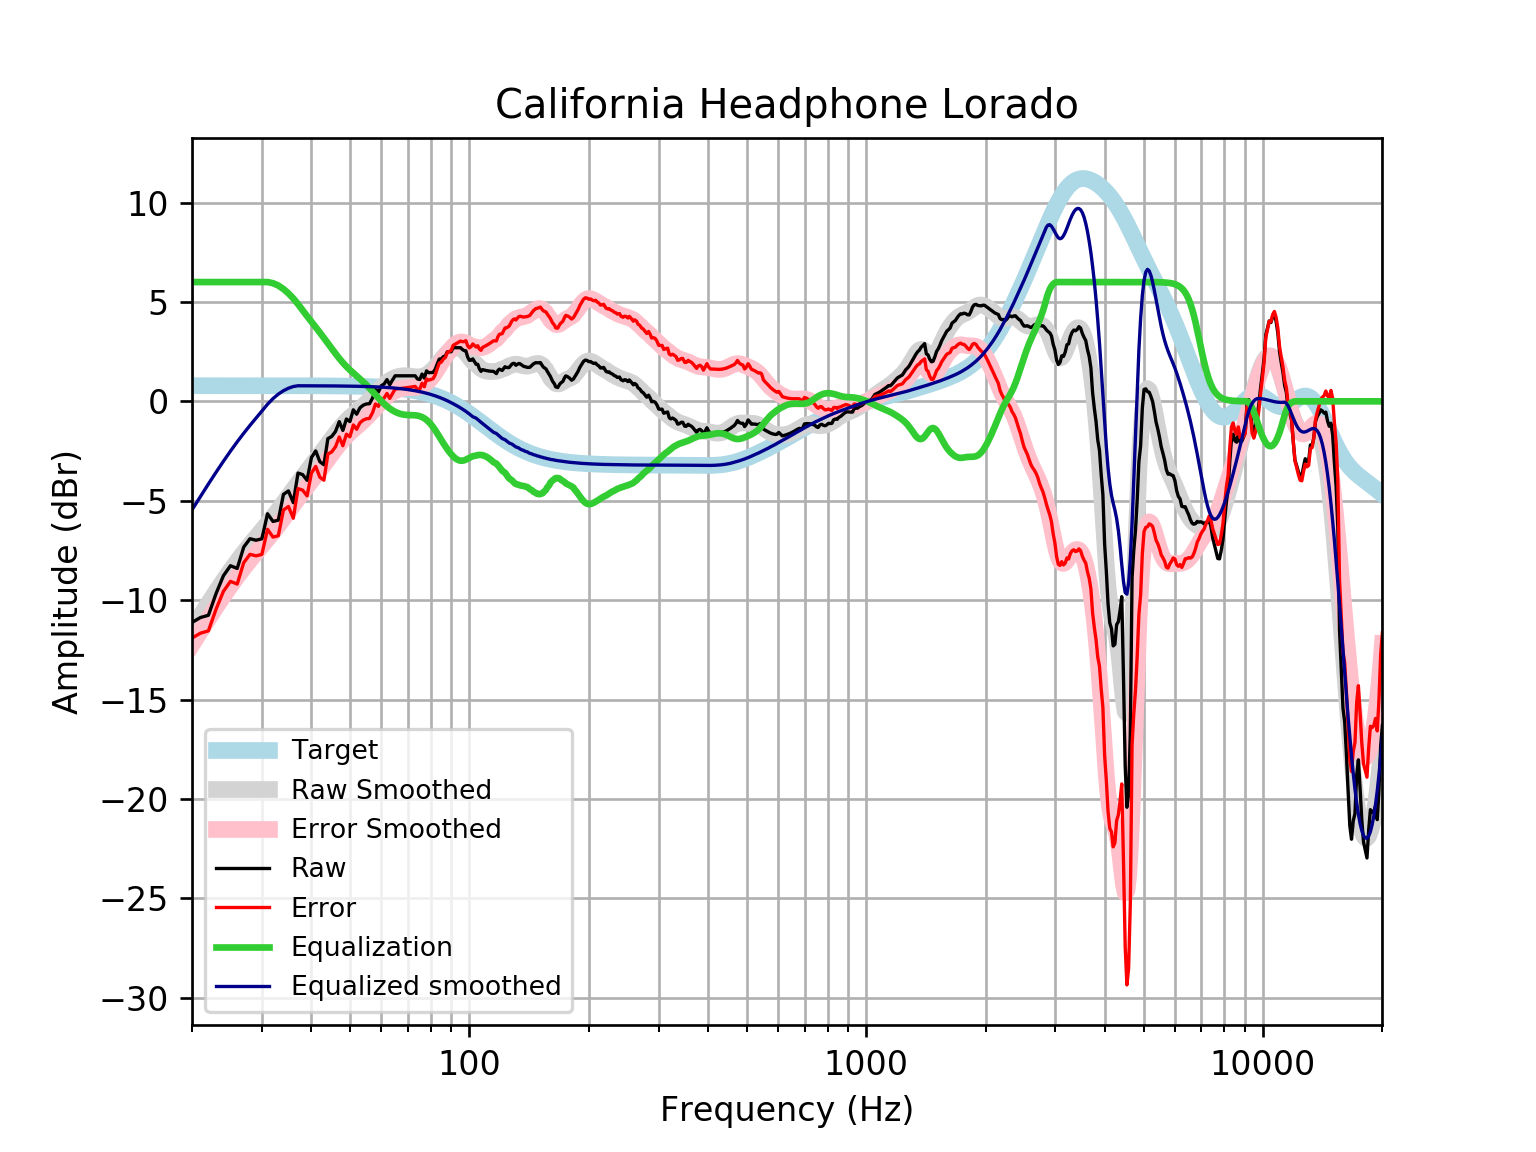 California Headphone Lorado
10
5
0
−5
−10
−15
−20
−25
−30
Amplitude (dBr)
Target
Raw Smoothed
Error Smoothed
Raw
Error
Equalization
Equalized smoothed
100
1000
10000
Frequency (Hz)